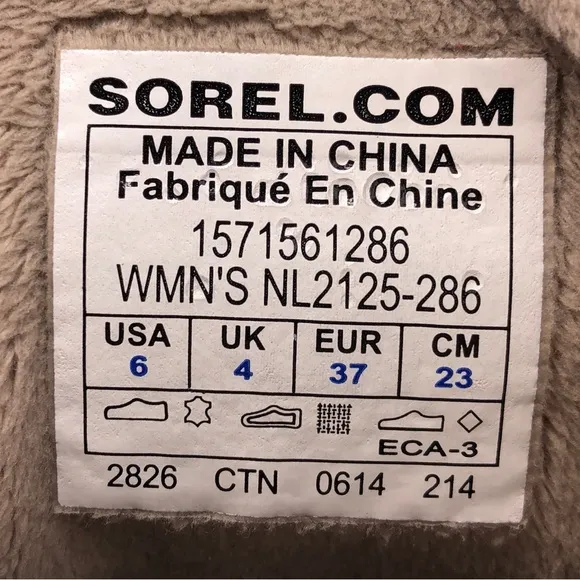 SOREL.COM
MADE IN CHINA
Fabriqué En Chine
1571561286
WMN'S NL2125-286
USA UK EUR CM
6 4 37 23
ECA-3
2826 CTN 0614 214